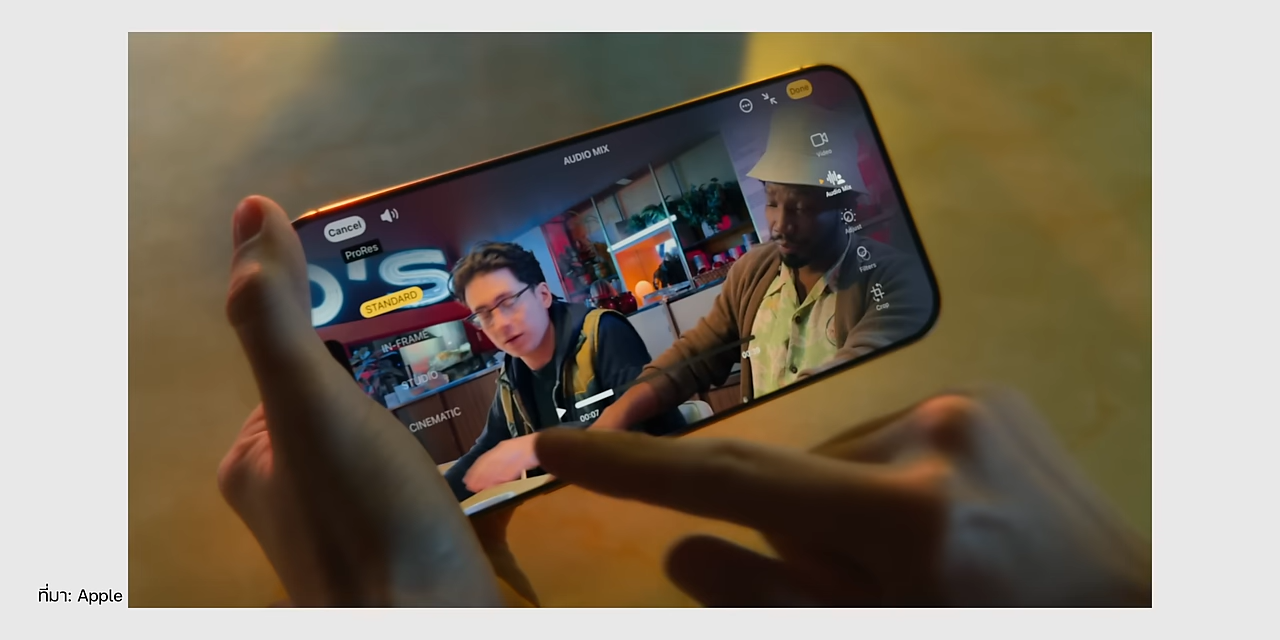 Done
AUDIO MIX
Video
Cancel
ProRes
Audio Mix
O's
STANDARD
Adjust
IN-FRAME
Filters
STUDIO
Crop
CINEMATIC
00:07
ที่มา: Apple